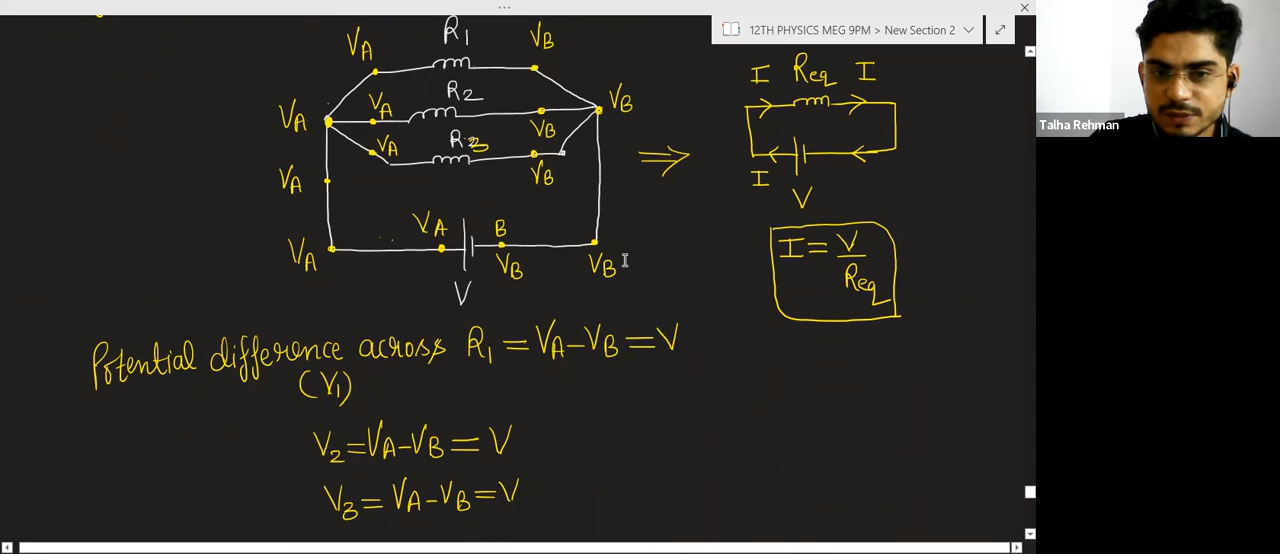 12TH PHYSICS MEG 9PM > New Section 2
Talha Rehman
R1
VA
VB
VA
VA
R2
VB
VB
VA
R3
VB
VA
VA
VA
B
VB
VB
V
I Req I
I
V
I = V/Req
Potential difference across R1 = VA - VB = V
(V1)
V2 = VA - VB = V
V3 = VA - VB = V